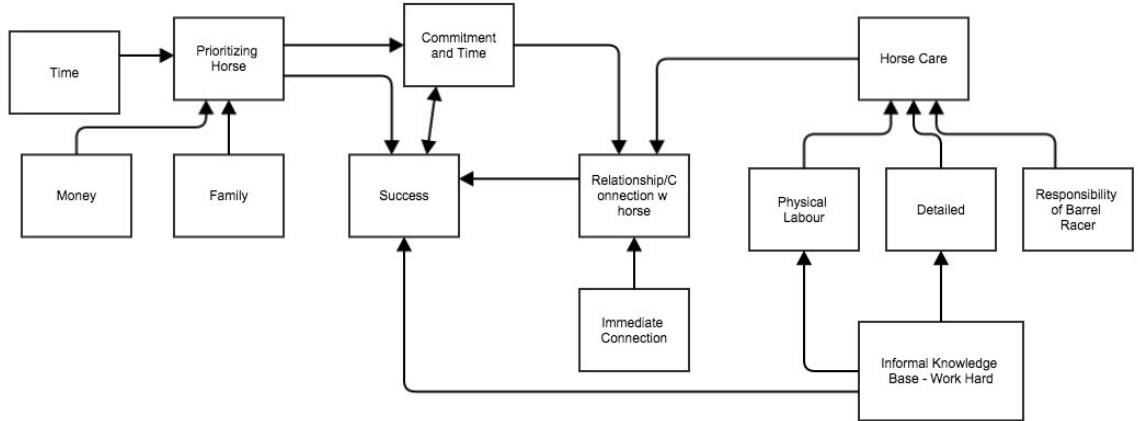 Time
Prioritizing
Horse
Commitment
and Time
Horse Care
Money
Family
Success
Relationship/C
onnection w
horse
Physical
Labour
Detailed
Responsibility
of Barrel
Racer
Immediate
Connection
Informal Knowledge
Base - Work Hard